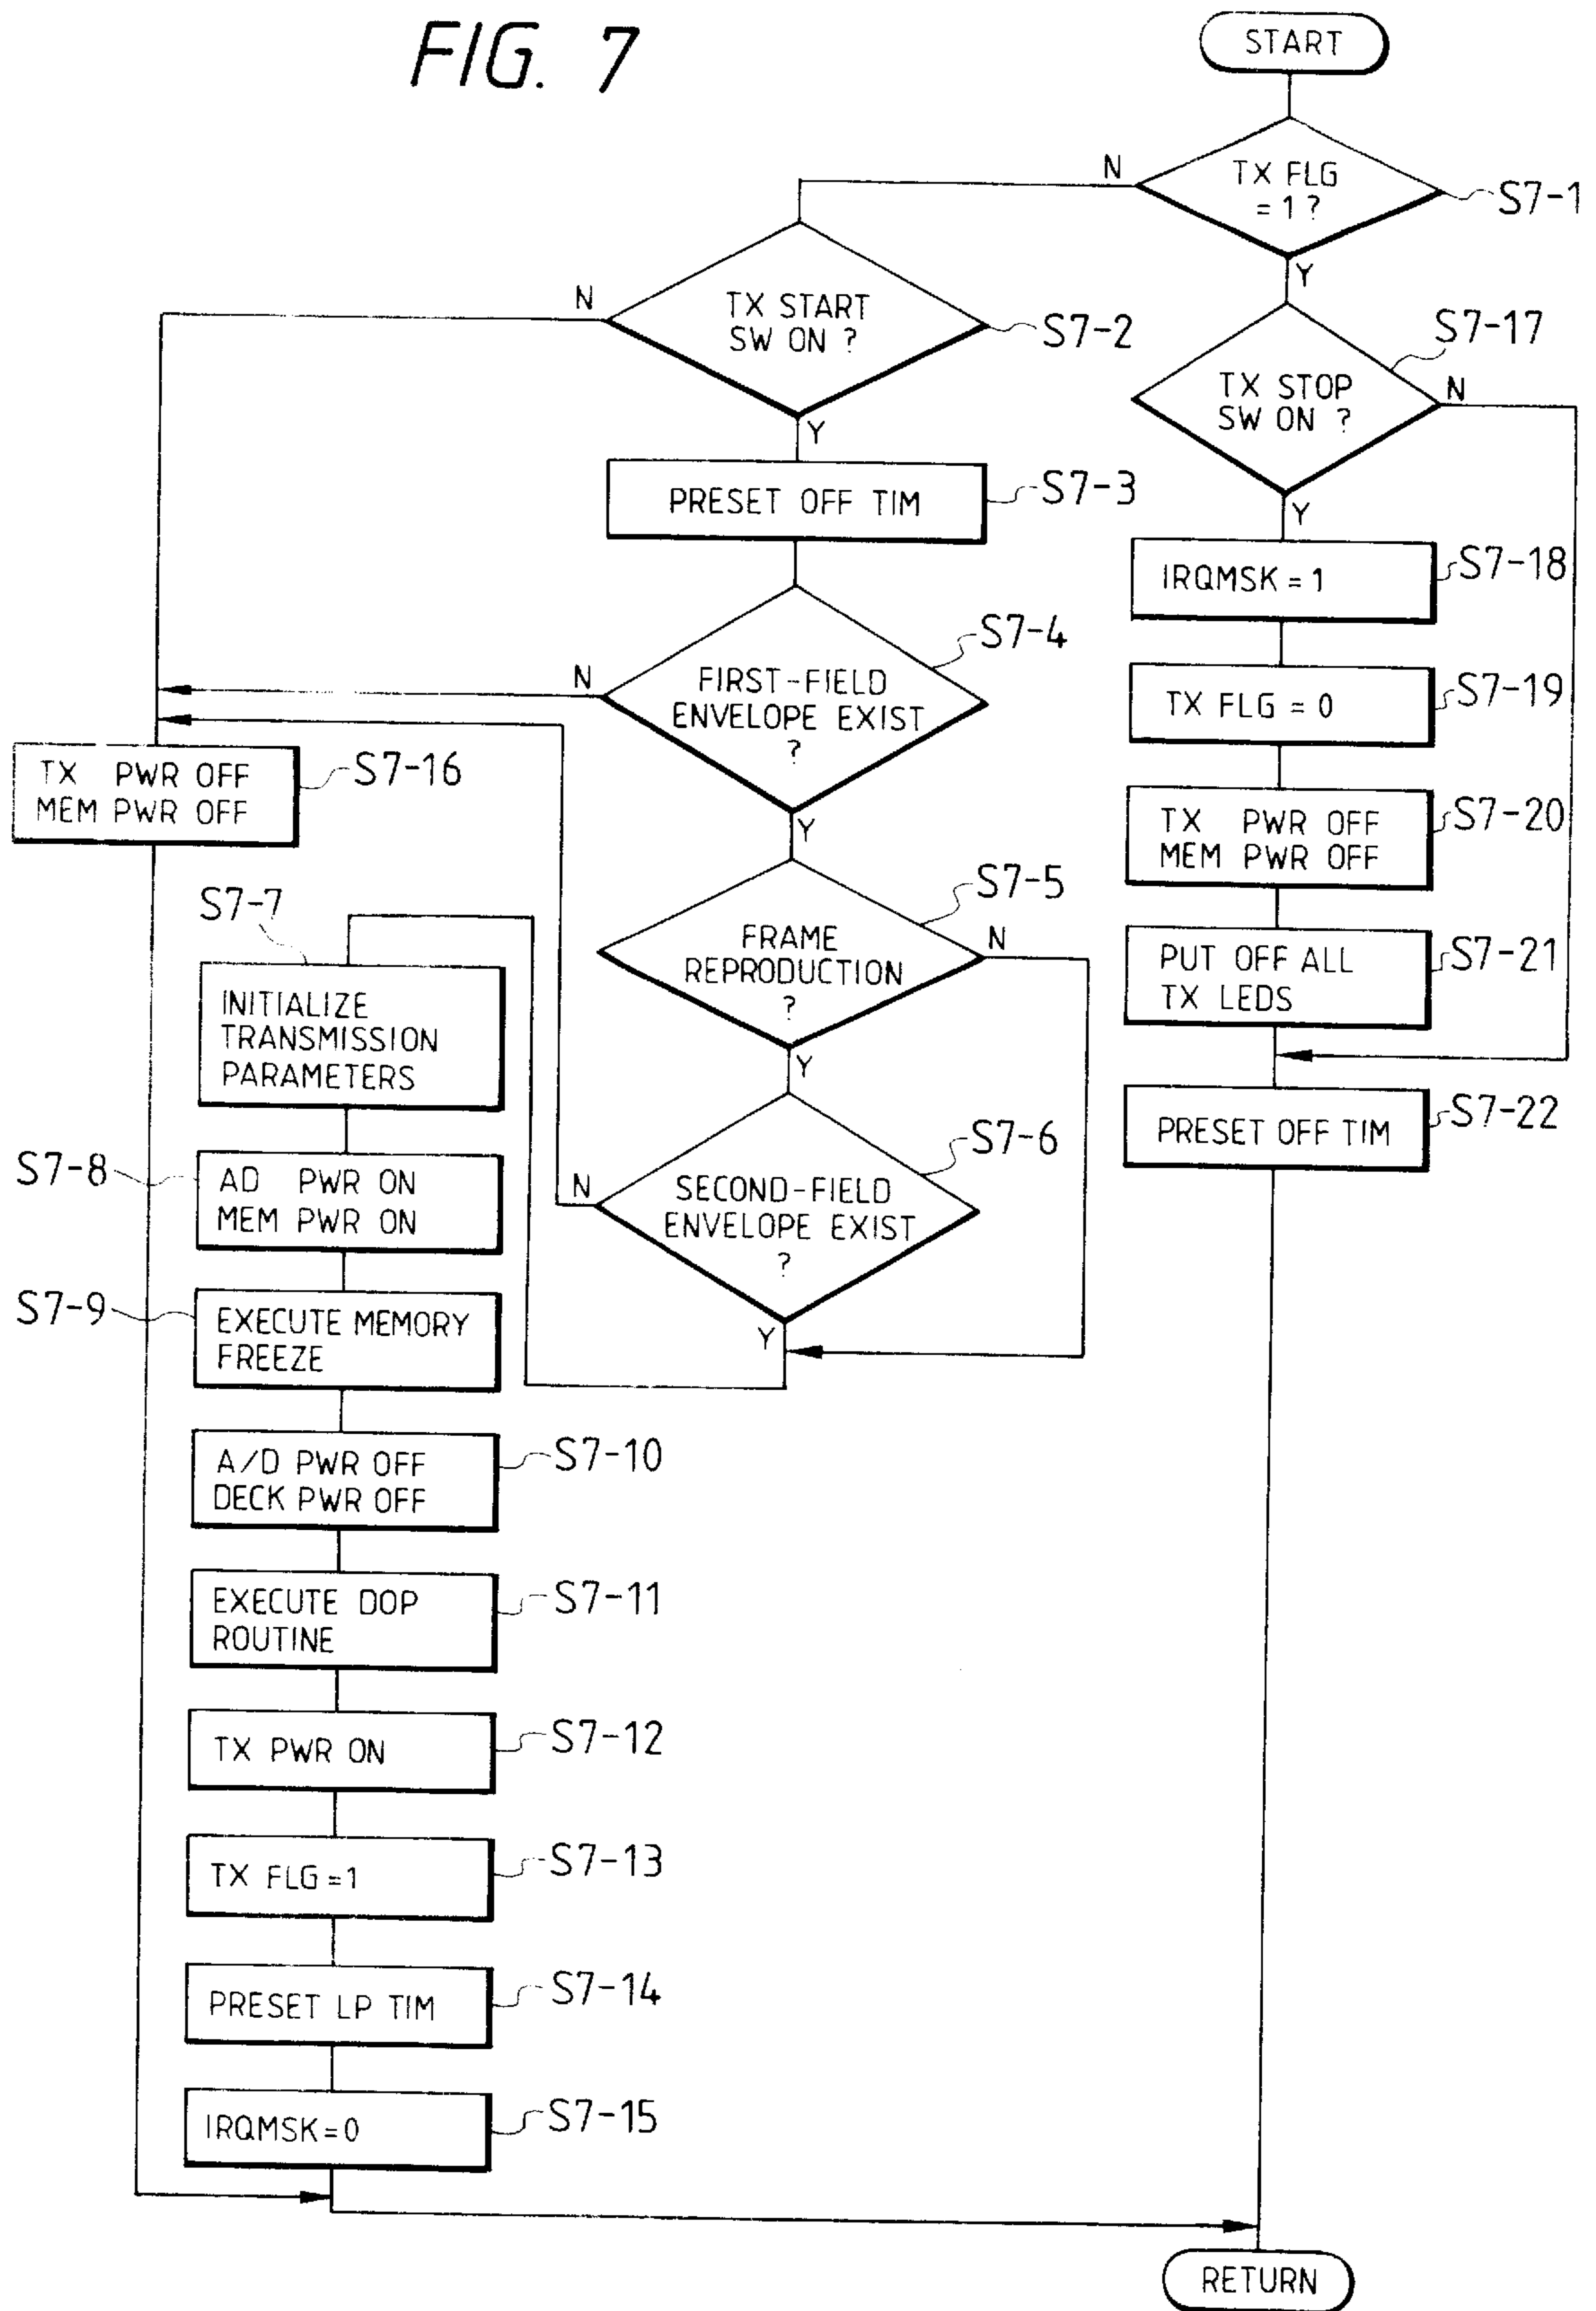 FIG. 7
START
TX FLG
= 1 ?
N
Y
S7-1
TX START
SW ON ?
N
Y
S7-2
TX STOP
SW ON ?
N
Y
S7-17
PRESET OFF TIM
S7-3
IRQMSK = 1
S7-18
FIRST-FIELD
ENVELOPE EXIST
?
N
Y
S7-4
TX FLG = 0
S7-19
TX PWR OFF
MEM PWR OFF
S7-16
TX PWR OFF
MEM PWR OFF
S7-20
FRAME
REPRODUCTION
?
N
Y
S7-5
PUT OFF ALL
TX LEDS
S7-21
S7-7
INITIALIZE
TRANSMISSION
PARAMETERS
PRESET OFF TIM
S7-22
SECOND-FIELD
ENVELOPE EXIST
?
N
Y
S7-6
S7-8
AD PWR ON
MEM PWR ON
S7-9
EXECUTE MEMORY
FREEZE
A/D PWR OFF
DECK PWR OFF
S7-10
EXECUTE DOP
ROUTINE
S7-11
TX PWR ON
S7-12
TX FLG = 1
S7-13
PRESET LP TIM
S7-14
IRQMSK = 0
S7-15
RETURN